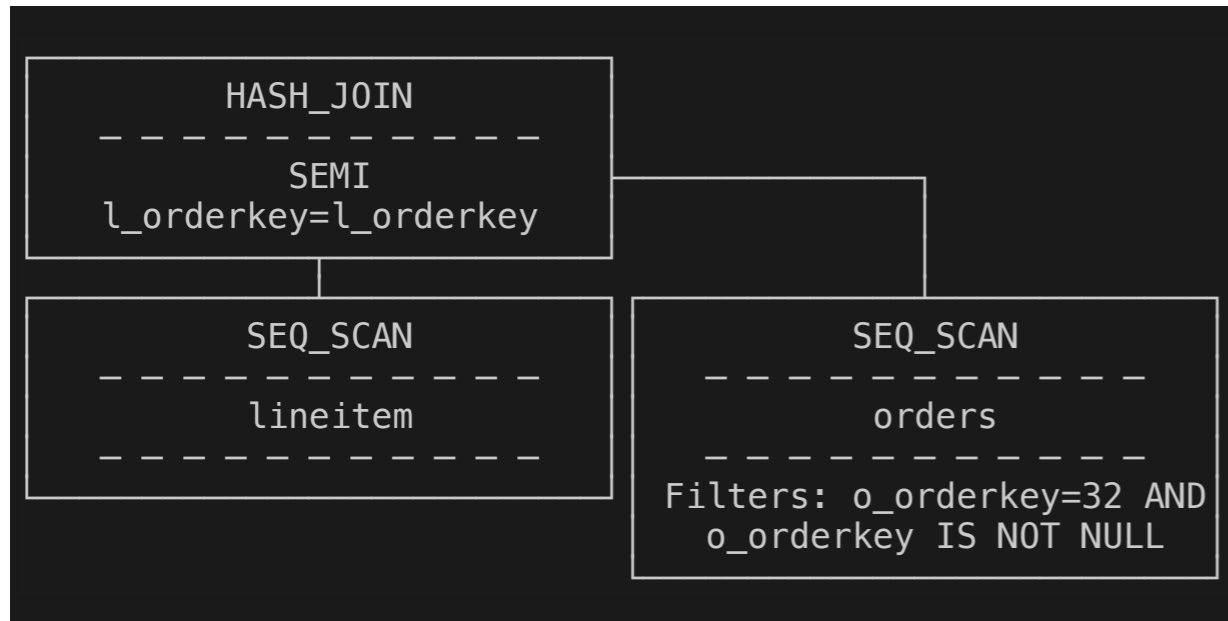 HASH_JOIN
SEMI
l_orderkey=l_orderkey
SEQ_SCAN
lineitem
SEQ_SCAN
orders
Filters: o_orderkey=32 AND
o_orderkey IS NOT NULL